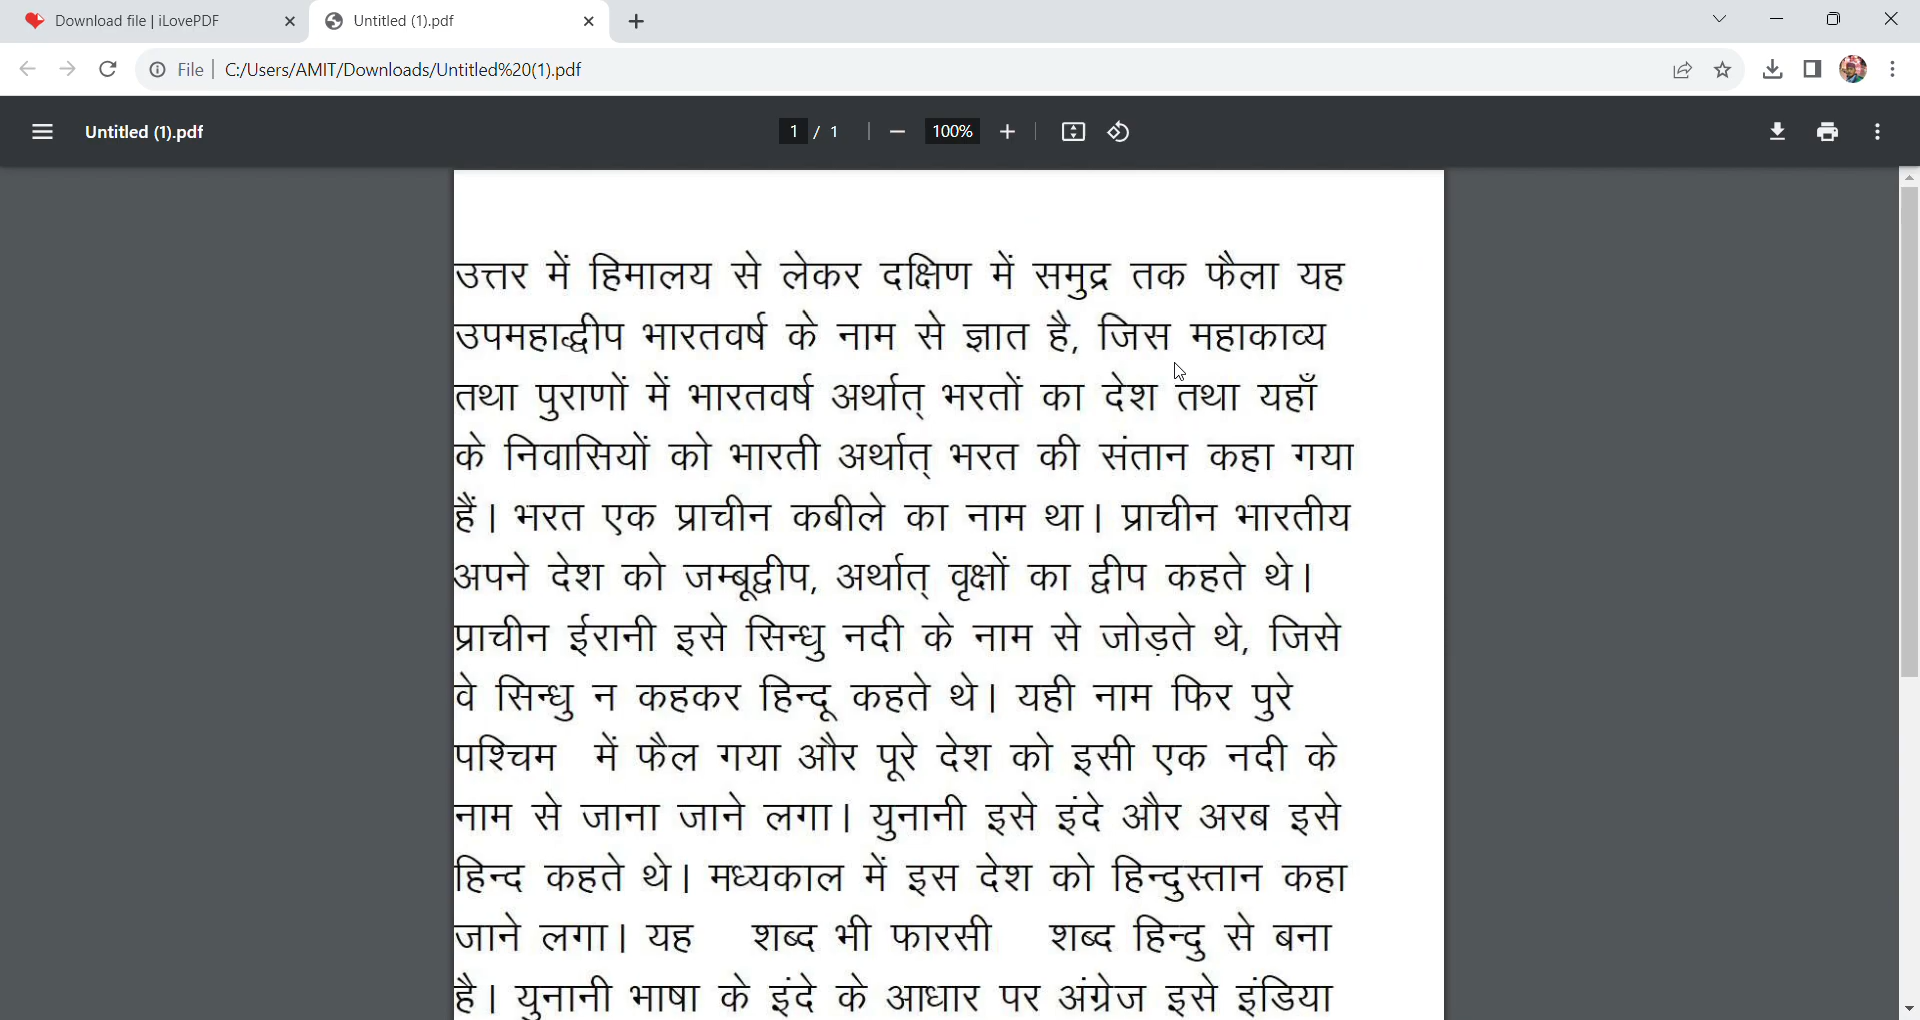 Download file | iLovePDF
Untitled (1).pdf
File | C:/Users/AMIT/Downloads/Untitled%20(1).pdf
Untitled (1).pdf
1 / 1
100%
उत्तर में हिमालय से लेकर दक्षिण में समुद्र तक फैला यह
उपमहाद्वीप भारतवर्ष के नाम से ज्ञात है, जिस महाकाव्य
तथा पुराणों में भारतवर्ष अर्थात् भरतों का देश तथा यहाँ
के निवासियों को भारती अर्थात् भरत की संतान कहा गया
हैं। भरत एक प्राचीन कबीले का नाम था। प्राचीन भारतीय
अपने देश को जम्बूद्वीप, अर्थात् वृक्षों का द्वीप कहते थे।
प्राचीन ईरानी इसे सिन्धु नदी के नाम से जोड़ते थे, जिसे
वे सिन्धु न कहकर हिन्दू कहते थे। यही नाम फिर पुरे
पश्चिम में फैल गया और पूरे देश को इसी एक नदी के
नाम से जाना जाने लगा। युनानी इसे इंदे और अरब इसे
हिन्द कहते थे। मध्यकाल में इस देश को हिन्दुस्तान कहा
जाने लगा। यह शब्द भी फारसी शब्द हिन्दु से बना
है। युनानी भाषा के इंदे के आधार पर अंग्रेज इसे इंडिया